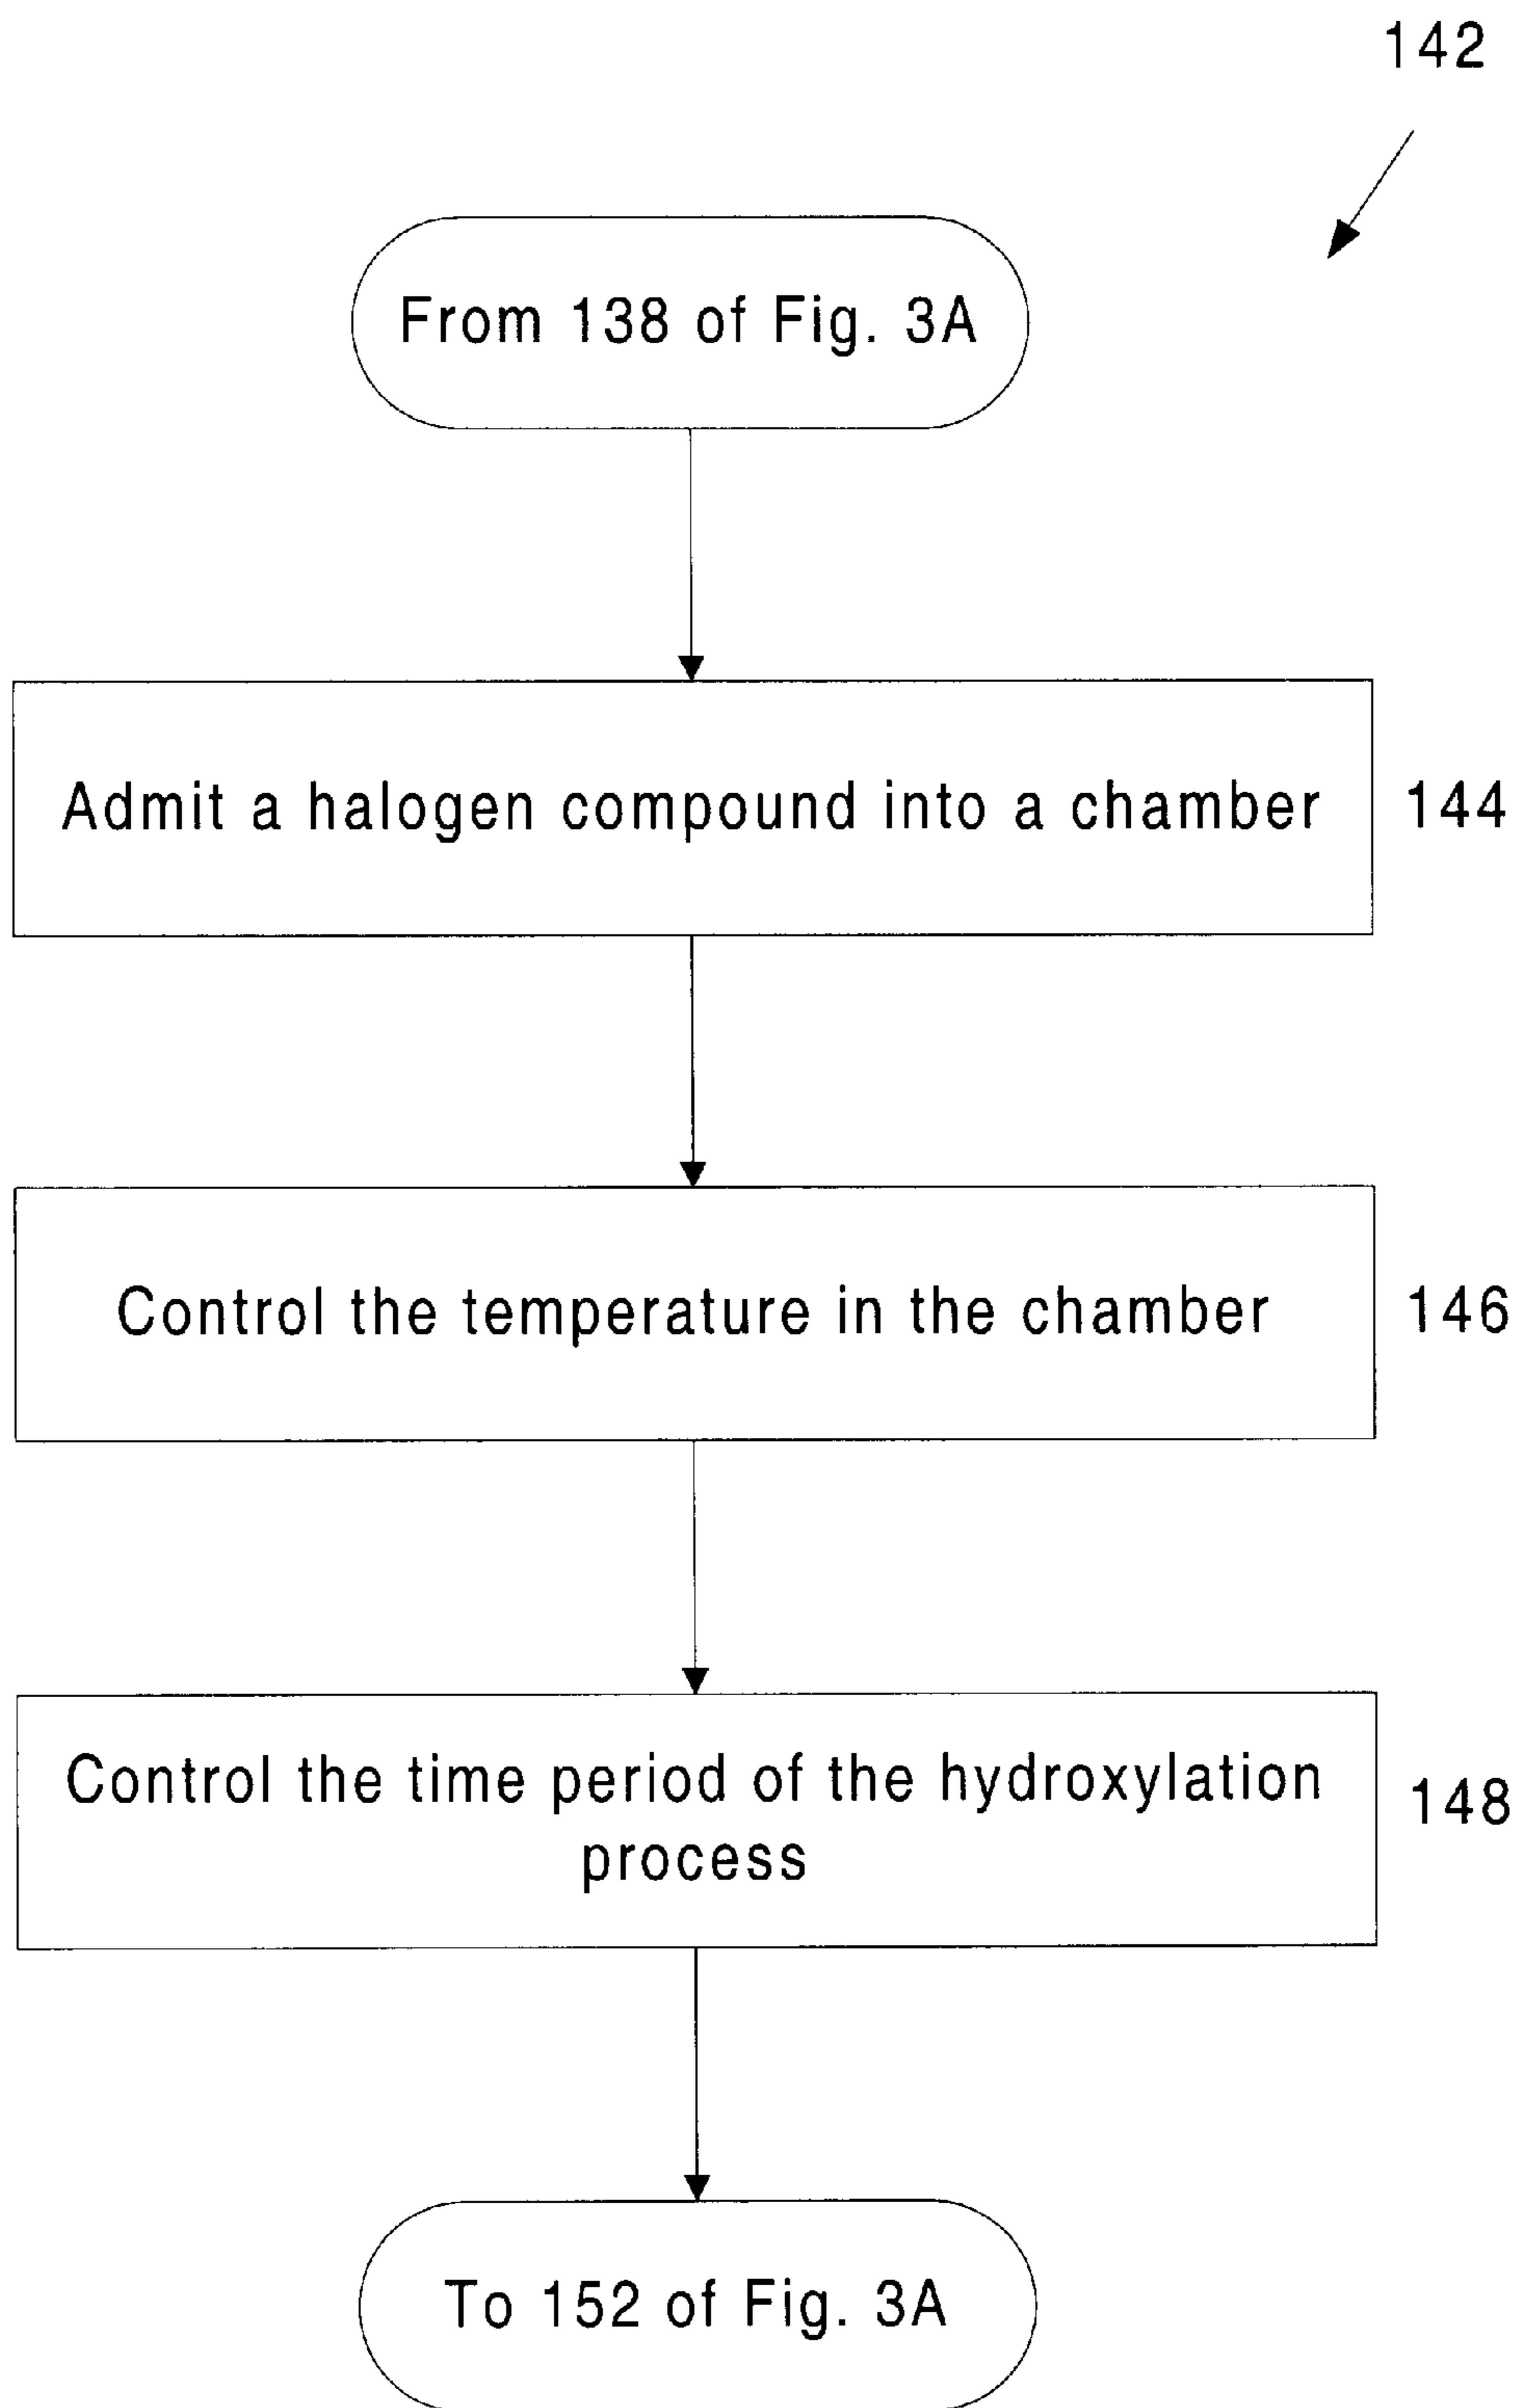 142
From 138 of Fig. 3A
Admit a halogen compound into a chamber
144
Control the temperature in the chamber
146
Control the time period of the hydroxylation
process
148
To 152 of Fig. 3A